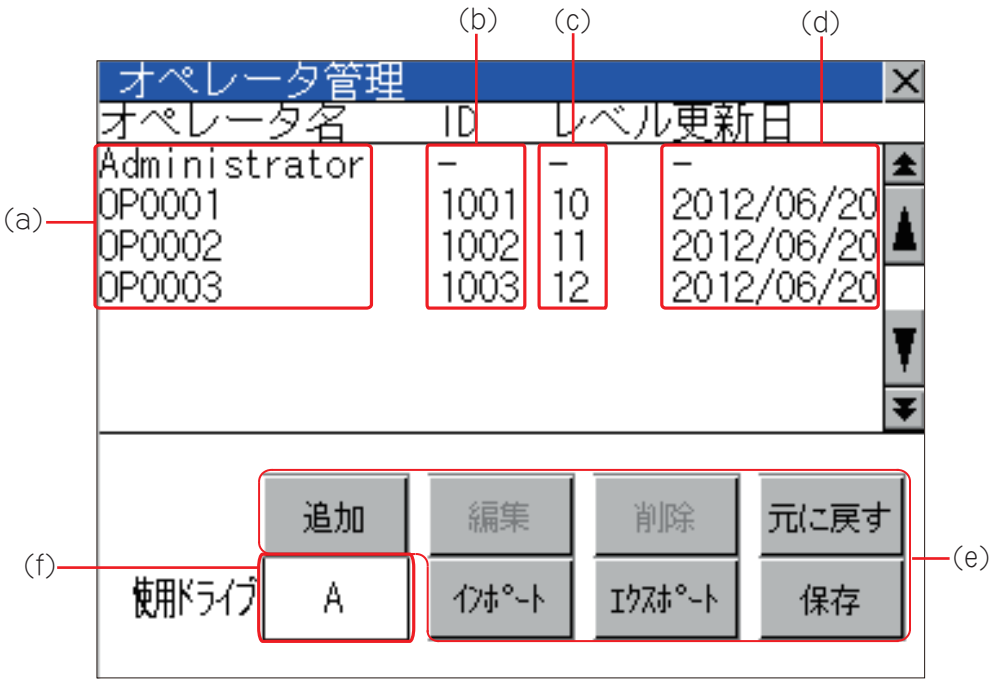 (b) (c) (d)
オペレータ管理 ×
オペレータ名 ID レベル更新日
Administrator - - -
(a)
OP0001 1001 10 2012/06/20
OP0002 1002 11 2012/06/20
OP0003 1003 12 2012/06/20
追加 編集 削除 元に戻す
(f) (e)
使用ドライブ A インポート エクスポート 保存